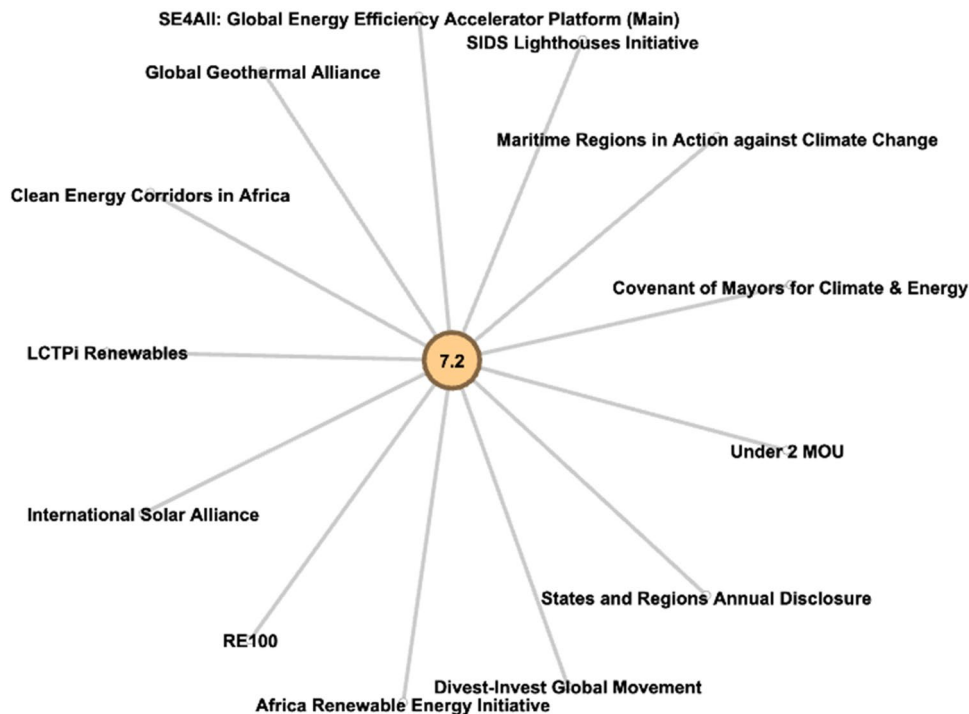 SE4All: Global Energy Efficiency Accelerator Platform (Main)
SIDS Lighthouses Initiative
Global Geothermal Alliance
Maritime Regions in Action against Climate Change
Clean Energy Corridors in Africa
Covenant of Mayors for Climate & Energy
LCTPi Renewables
7.2
Under 2 MOU
International Solar Alliance
States and Regions Annual Disclosure
RE100
Divest-Invest Global Movement
Africa Renewable Energy Initiative